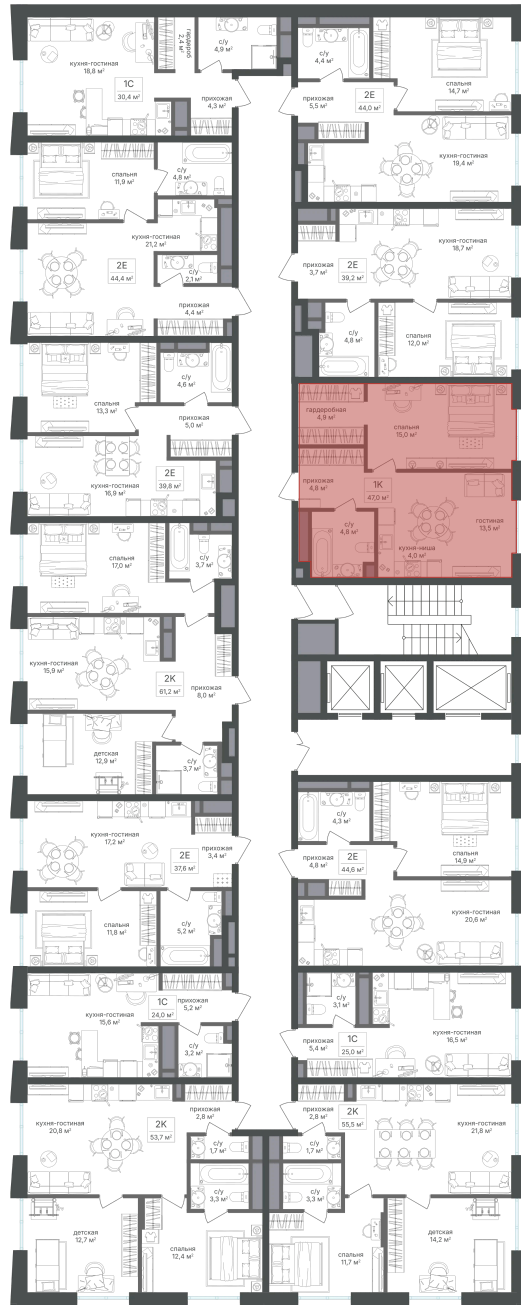 кухня-гостиная
18,8 м²
1С
30,4 м²
гардероб
2,4 м²
с/у
4,9 м²
прихожая
4,3 м²
с/у
4,4 м²
спальня
14,7 м²
прихожая
5,5 м²
2Е
44,0 м²
кухня-гостиная
19,4 м²
спальня
11,9 м²
с/у
4,8 м²
кухня-гостиная
21,2 м²
2Е
44,4 м²
с/у
2,1 м²
прихожая
4,4 м²
кухня-гостиная
18,7 м²
прихожая
3,7 м²
2Е
39,2 м²
с/у
4,8 м²
спальня
12,0 м²
спальня
13,3 м²
с/у
4,6 м²
прихожая
5,0 м²
кухня-гостиная
16,9 м²
2Е
39,8 м²
гардеробная
4,9 м²
спальня
15,0 м²
прихожая
4,8 м²
1К
47,0 м²
гостиная
13,5 м²
с/у
4,8 м²
кухня-ниша
4,0 м²
спальня
17,0 м²
с/у
3,7 м²
кухня-гостиная
15,9 м²
2К
61,2 м²
прихожая
8,0 м²
детская
12,9 м²
с/у
3,7 м²
кухня-гостиная
17,2 м²
2Е
37,6 м²
прихожая
3,4 м²
спальня
11,8 м²
с/у
5,2 м²
с/у
4,3 м²
спальня
14,9 м²
прихожая
4,8 м²
2Е
44,6 м²
кухня-гостиная
20,6 м²
кухня-гостиная
15,6 м²
1С
24,0 м²
прихожая
5,2 м²
с/у
3,2 м²
с/у
3,1 м²
прихожая
5,4 м²
1С
25,0 м²
кухня-гостиная
16,5 м²
кухня-гостиная
20,8 м²
2К
53,7 м²
прихожая
2,8 м²
с/у
1,7 м²
с/у
3,3 м²
детская
12,7 м²
спальня
12,4 м²
прихожая
2,8 м²
2К
55,5 м²
кухня-гостиная
21,8 м²
с/у
1,7 м²
с/у
3,3 м²
спальня
11,7 м²
детская
14,2 м²